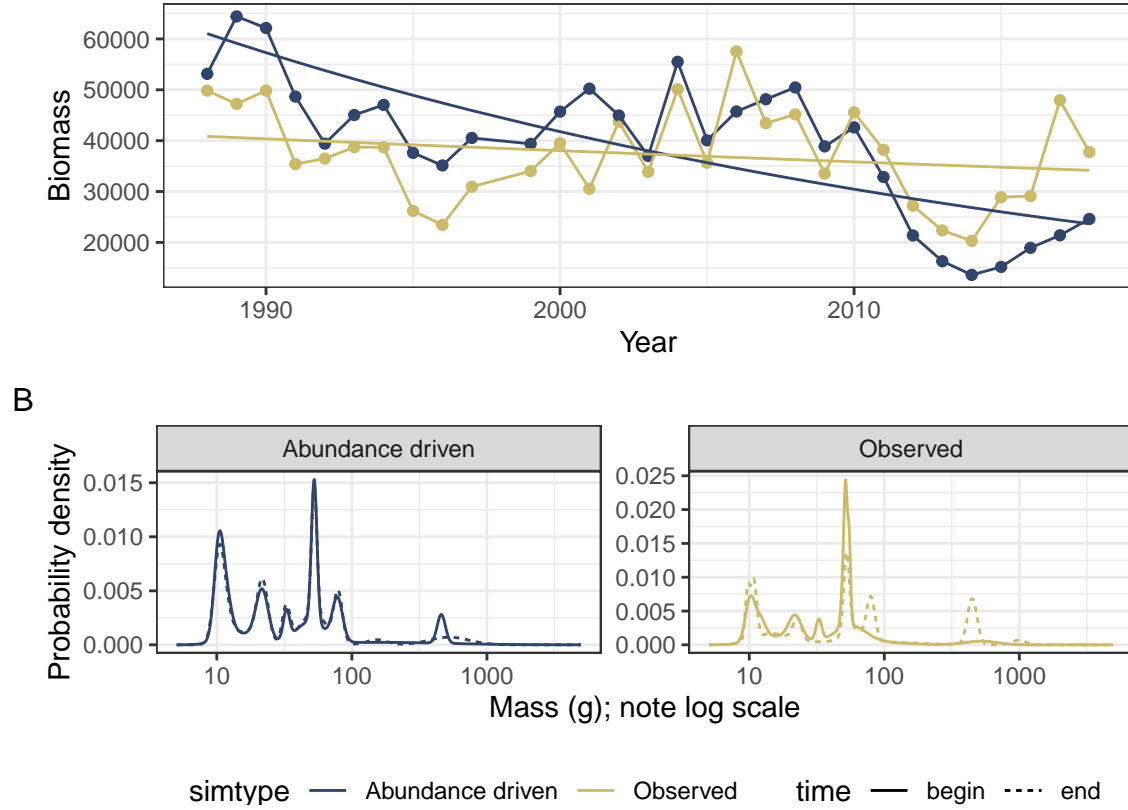 60000
50000
40000
30000
20000
Biomass
1990 2000 2010
Year
B
Abundance driven
Observed
Probability density
0.015
0.010
0.005
0.000
0.025
0.020
0.015
0.010
0.005
0.000
10 100 1000
10 100 1000
Mass (g); note log scale
simtype Abundance driven Observed time begin end